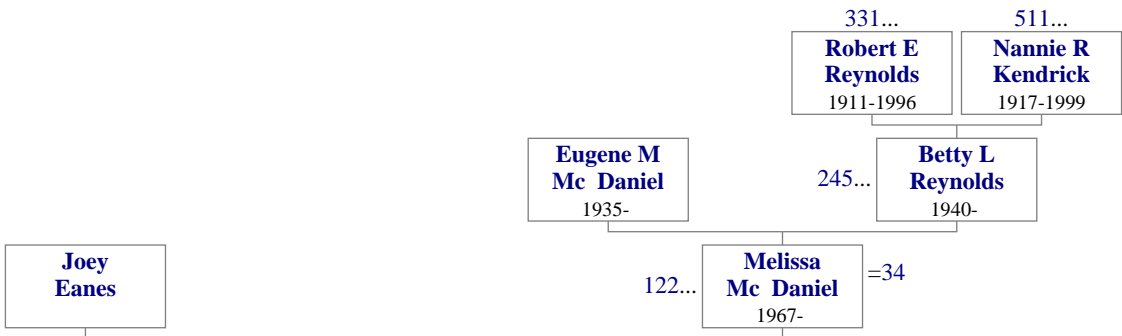 331...
511...
Robert E
Reynolds
1911-1996
Nannie R
Kendrick
1917-1999
Eugene M
Mc Daniel
1935-
245...
Betty L
Reynolds
1940-
Joey
Eanes
122...
Melissa
Mc Daniel
1967-
=34